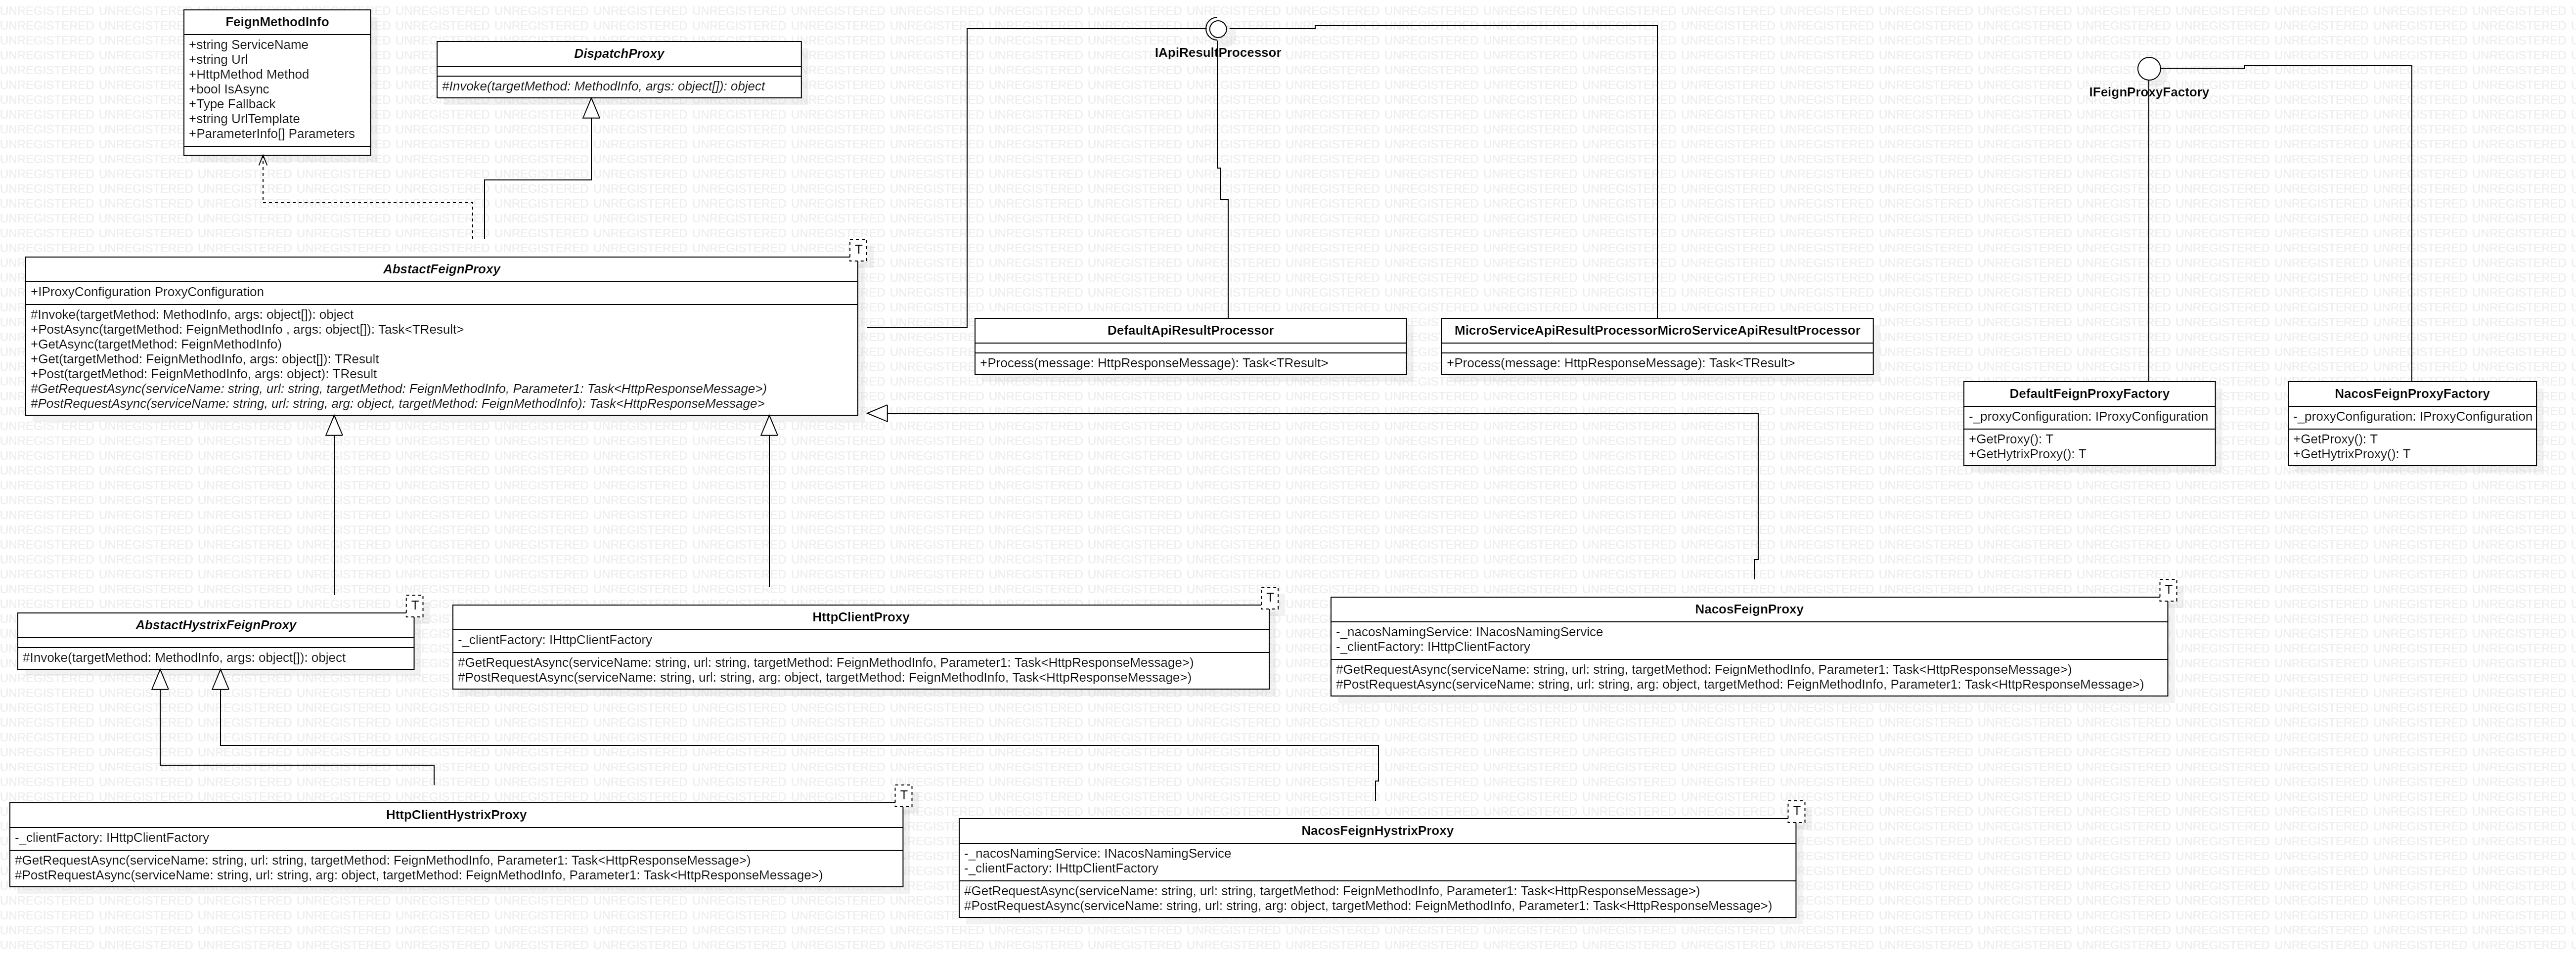 FeignMethodInfo
+string ServiceName
+string Url
+HttpMethod Method
+bool IsAsync
+Type Fallback
+string UrlTemplate
+ParameterInfo[] Parameters
DispatchProxy
#Invoke(targetMethod: MethodInfo, args: object[]): object
IApiResultProcessor
IFeignProxyFactory
T
AbstactFeignProxy
+IProxyConfiguration ProxyConfiguration
#Invoke(targetMethod: MethodInfo, args: object[]): object
+PostAsync(targetMethod: FeignMethodInfo , args: object[]): Task<TResult>
+GetAsync(targetMethod: FeignMethodInfo)
+Get(targetMethod: FeignMethodInfo, args: object[]): TResult
+Post(targetMethod: FeignMethodInfo, args: object): TResult
#GetRequestAsync(serviceName: string, url: string, targetMethod: FeignMethodInfo, Parameter1: Task<HttpResponseMessage>)
#PostRequestAsync(serviceName: string, url: string, arg: object, targetMethod: FeignMethodInfo): Task<HttpResponseMessage>
DefaultApiResultProcessor
+Process(message: HttpResponseMessage): Task<TResult>
MicroServiceApiResultProcessorMicroServiceApiResultProcessor
+Process(message: HttpResponseMessage): Task<TResult>
DefaultFeignProxyFactory
-_proxyConfiguration: IProxyConfiguration
+GetProxy(): T
+GetHytrixProxy(): T
NacosFeignProxyFactory
-_proxyConfiguration: IProxyConfiguration
+GetProxy(): T
+GetHytrixProxy(): T
T
AbstactHystrixFeignProxy
#Invoke(targetMethod: MethodInfo, args: object[]): object
T
HttpClientProxy
-_clientFactory: IHttpClientFactory
#GetRequestAsync(serviceName: string, url: string, targetMethod: FeignMethodInfo, Parameter1: Task<HttpResponseMessage>)
#PostRequestAsync(serviceName: string, url: string, arg: object, targetMethod: FeignMethodInfo, Task<HttpResponseMessage>)
T
NacosFeignProxy
-_nacosNamingService: INacosNamingService
-_clientFactory: IHttpClientFactory
#GetRequestAsync(serviceName: string, url: string, targetMethod: FeignMethodInfo, Parameter1: Task<HttpResponseMessage>)
#PostRequestAsync(serviceName: string, url: string, arg: object, targetMethod: FeignMethodInfo, Parameter1: Task<HttpResponseMessage>)
T
HttpClientHystrixProxy
-_clientFactory: IHttpClientFactory
#GetRequestAsync(serviceName: string, url: string, targetMethod: FeignMethodInfo, Parameter1: Task<HttpResponseMessage>)
#PostRequestAsync(serviceName: string, url: string, arg: object, targetMethod: FeignMethodInfo, Parameter1: Task<HttpResponseMessage>)
T
NacosFeignHystrixProxy
-_nacosNamingService: INacosNamingService
-_clientFactory: IHttpClientFactory
#GetRequestAsync(serviceName: string, url: string, targetMethod: FeignMethodInfo, Parameter1: Task<HttpResponseMessage>)
#PostRequestAsync(serviceName: string, url: string, arg: object, targetMethod: FeignMethodInfo, Parameter1: Task<HttpResponseMessage>)
UNREGISTERED